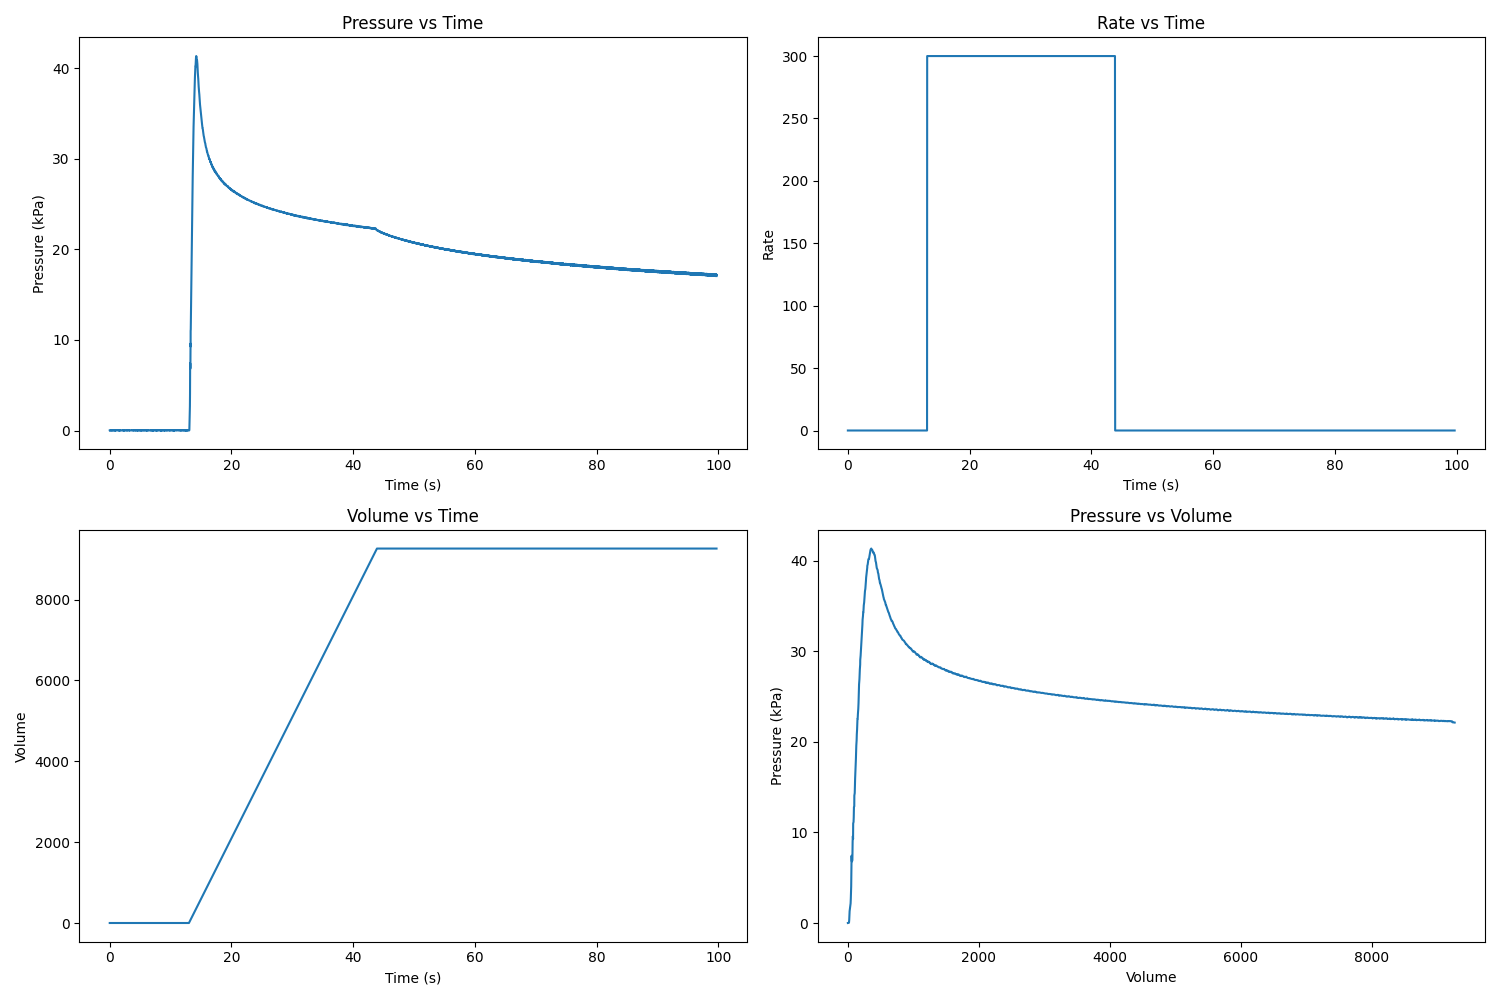 Pressure vs Time
Pressure (kPa)
40
30
20
10
0
0 20 40 60 80 100
Time (s)
Rate vs Time
Rate
300
250
200
150
100
50
0
0 20 40 60 80 100
Time (s)
Volume vs Time
Volume
8000
6000
4000
2000
0
0 20 40 60 80 100
Time (s)
Pressure vs Volume
Pressure (kPa)
40
30
20
10
0
0 2000 4000 6000 8000
Volume